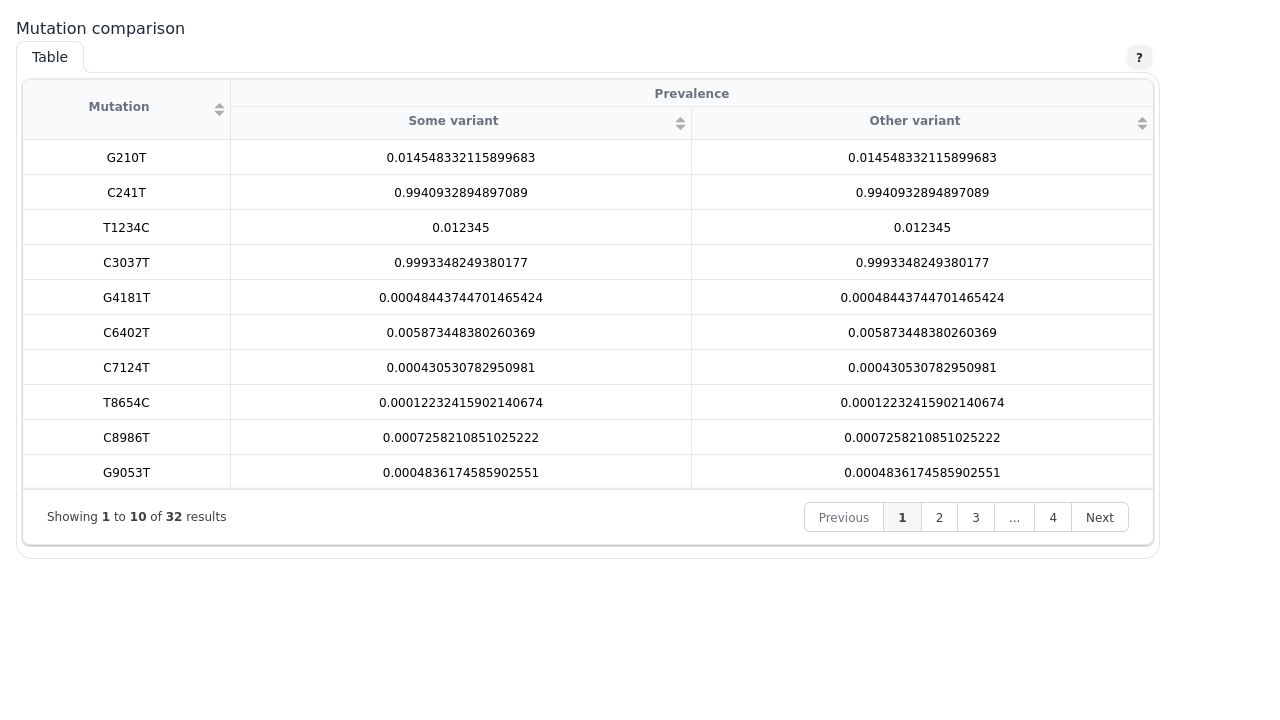 Mutation comparison
Table ?
Mutation Prevalence
Some variant Other variant
G210T 0.014548332115899683 0.014548332115899683
C241T 0.9940932894897089 0.9940932894897089
T1234C 0.012345 0.012345
C3037T 0.9993348249380177 0.9993348249380177
G4181T 0.00048443744701465424 0.00048443744701465424
C6402T 0.005873448380260369 0.005873448380260369
C7124T 0.000430530782950981 0.000430530782950981
T8654C 0.00012232415902140674 0.00012232415902140674
C8986T 0.0007258210851025222 0.0007258210851025222
G9053T 0.0004836174585902551 0.0004836174585902551
Showing 1 to 10 of 32 results Previous 1 2 3 ... 4 Next